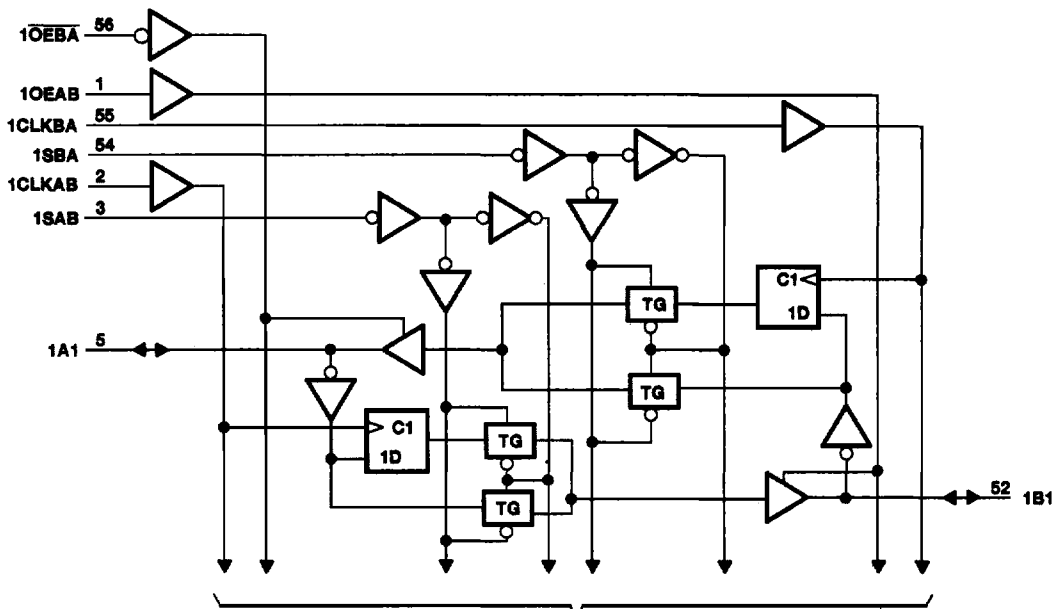 1O̅E̅B̅A̅ 56
1OEAB 1
1CLKBA 55
1SBA 54
1CLKAB 2
1SAB 3
C1
1D
TG
1A1 5
TG
C1
1D
TG
TG
52 1B1